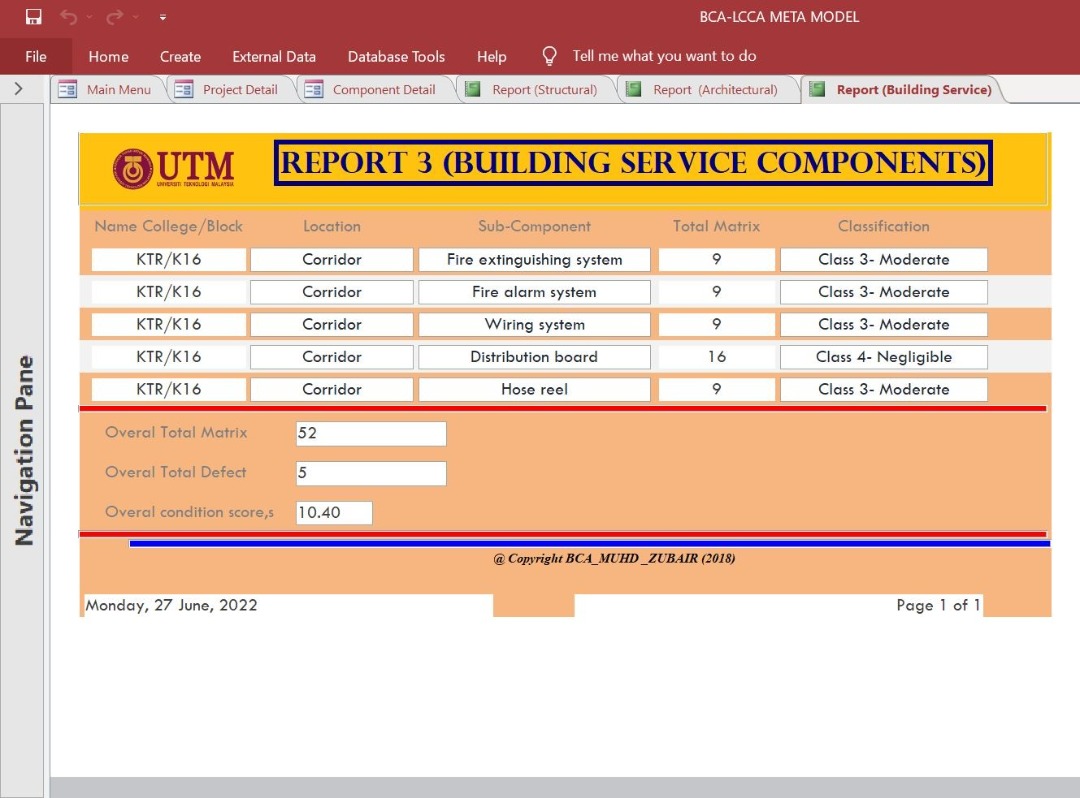 BCA-LCCA META MODEL
File Home Create External Data Database Tools Help Tell me what you want to do
Main Menu Project Detail Component Detail Report (Structural) Report (Architectural) Report (Building Service)
Navigation Pane
UTM
UNIVERSITI TEKNOLOGI MALAYSIA
REPORT 3 (BUILDING SERVICE COMPONENTS)
Name College/Block Location Sub-Component Total Matrix Classification
KTR/K16 Corridor Fire extinguishing system 9 Class 3- Moderate
KTR/K16 Corridor Fire alarm system 9 Class 3- Moderate
KTR/K16 Corridor Wiring system 9 Class 3- Moderate
KTR/K16 Corridor Distribution board 16 Class 4- Negligible
KTR/K16 Corridor Hose reel 9 Class 3- Moderate
Overal Total Matrix 52
Overal Total Defect 5
Overal condition score,s 10.40
@ Copyright BCA_MUHD_ZUBAIR (2018)
Monday, 27 June, 2022 Page 1 of 1